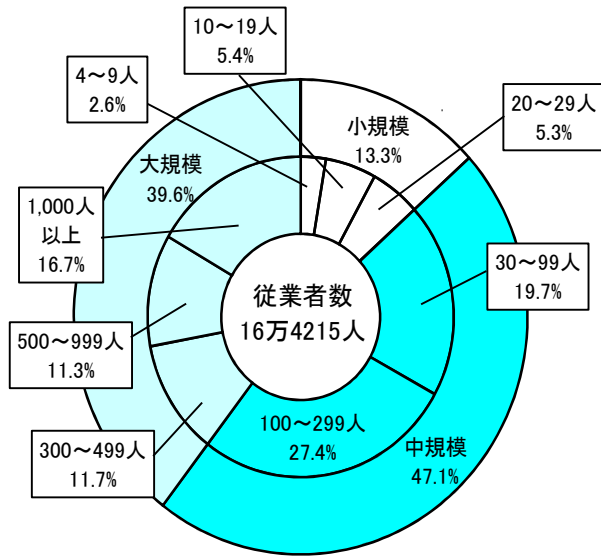 10～19人
5.4%
4～9人
2.6%
20～29人
5.3%
小規模
13.3%
大規模
39.6%
1,000人
以上
16.7%
30～99人
19.7%
従業者数
16万4215人
500～999人
11.3%
100～299人
27.4%
中規模
47.1%
300～499人
11.7%